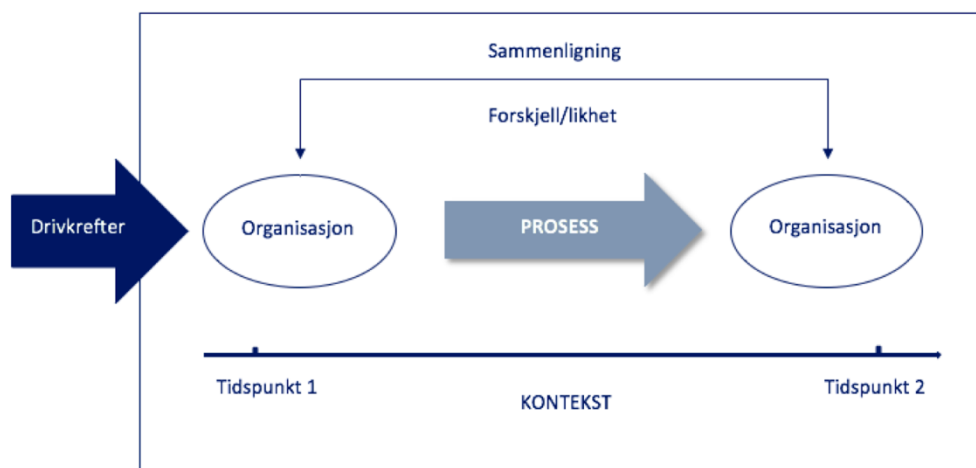 Sammenligning
Forskjell/likhet
Drivkrefter
Organisasjon
PROSESS
Organisasjon
Tidspunkt 1
KONTEKST
Tidspunkt 2